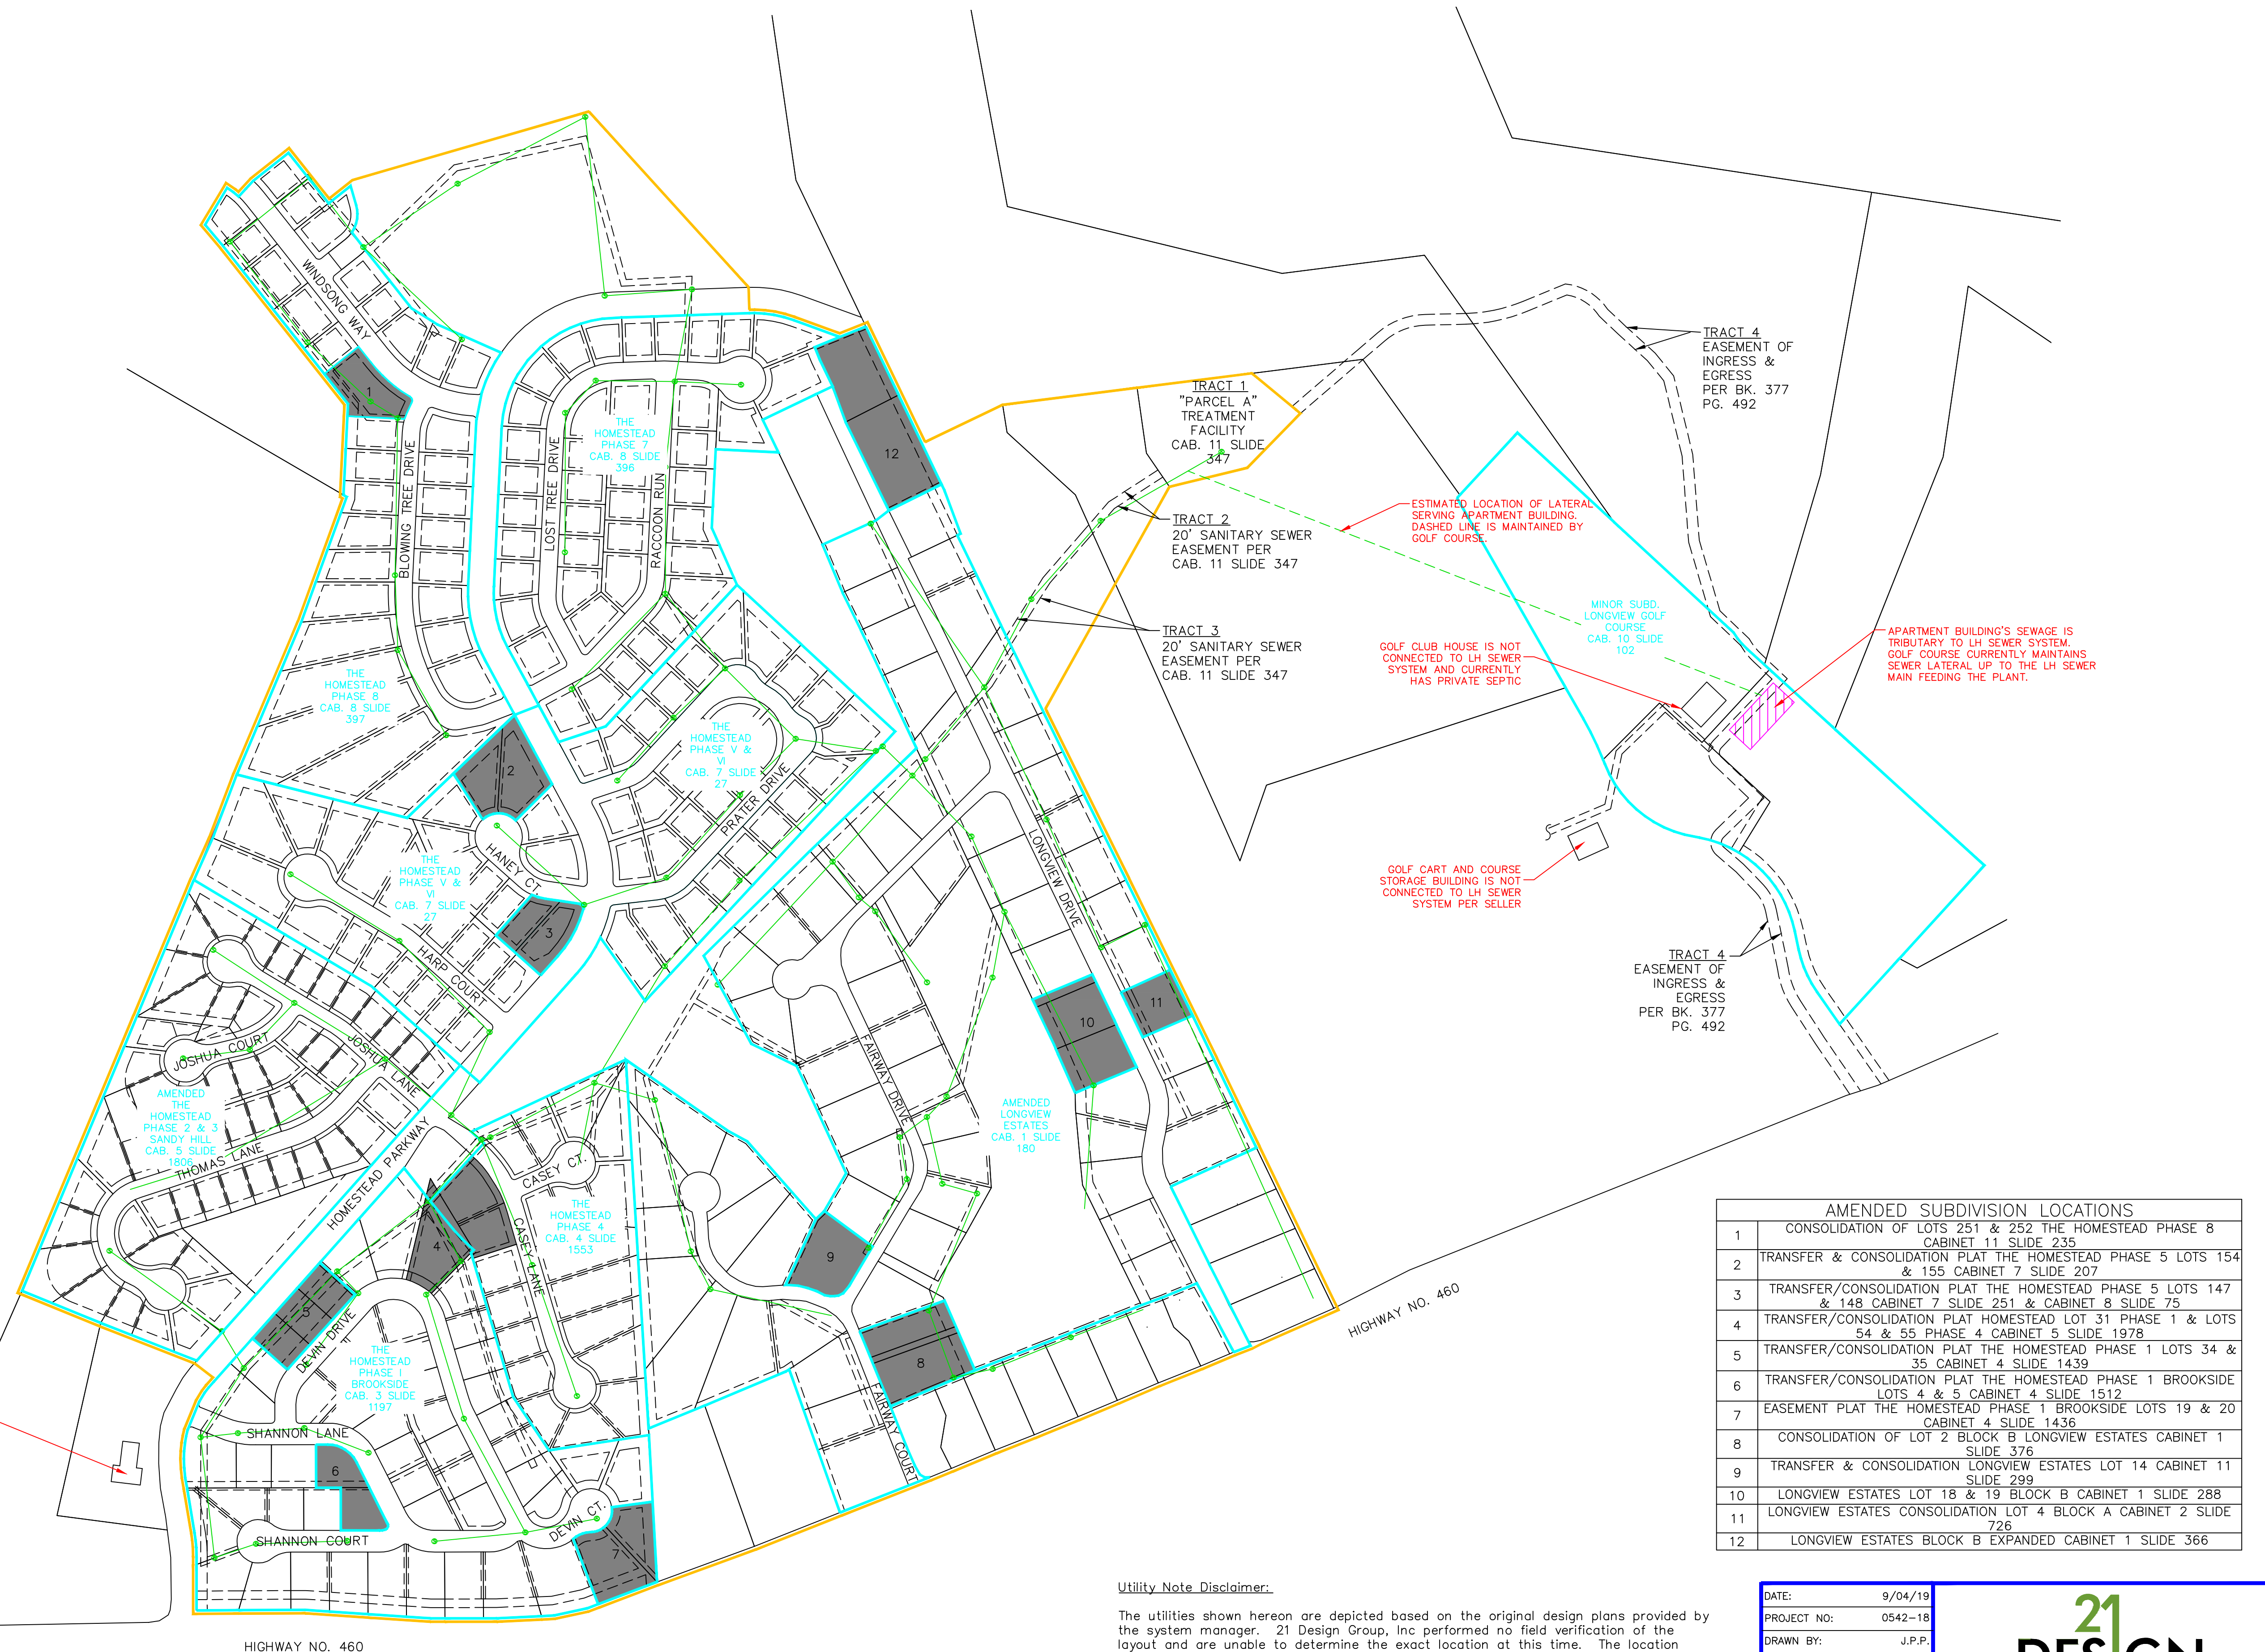 WINDSONG WAY
1
BLOWING TREE DRIVE
LOST TREE DRIVE
THE
HOMESTEAD
PHASE 7
CAB. 8 SLIDE
396
RACCOON RUN
12
TRACT 1
"PARCEL A"
TREATMENT
FACILITY
CAB. 11 SLIDE
347
TRACT 4
EASEMENT OF
INGRESS &
EGRESS
PER BK. 377
PG. 492
ESTIMATED LOCATION OF LATERAL
SERVING APARTMENT BUILDING.
DASHED LINE IS MAINTAINED BY
GOLF COURSE.
TRACT 2
20' SANITARY SEWER
EASEMENT PER
CAB. 11 SLIDE 347
TRACT 3
20' SANITARY SEWER
EASEMENT PER
CAB. 11 SLIDE 347
MINOR SUBD.
LONGVIEW GOLF
COURSE
CAB. 10 SLIDE
102
GOLF CLUB HOUSE IS NOT
CONNECTED TO LH SEWER
SYSTEM AND CURRENTLY
HAS PRIVATE SEPTIC
APARTMENT BUILDING'S SEWAGE IS
TRIBUTARY TO LH SEWER SYSTEM.
GOLF COURSE CURRENTLY MAINTAINS
SEWER LATERAL UP TO THE LH SEWER
MAIN FEEDING THE PLANT.
THE
HOMESTEAD
PHASE 8
CAB. 8 SLIDE
397
2
THE
HOMESTEAD
PHASE V &
VI
CAB. 7 SLIDE
27
PRATER DRIVE
HANEY CT.
THE
HOMESTEAD
PHASE V &
VI
CAB. 7 SLIDE
27
3
HARP COURT
LONGVIEW DRIVE
GOLF CART AND COURSE
STORAGE BUILDING IS NOT
CONNECTED TO LH SEWER
SYSTEM PER SELLER
TRACT 4
EASEMENT OF
INGRESS &
EGRESS
PER BK. 377
PG. 492
10
11
JOSHUA COURT
JOSHUA LANE
FAIRWAY DRIVE
AMENDED
THE
HOMESTEAD
PHASE 2 & 3
SANDY HILL
CAB. 5 SLIDE
1806
THOMAS LANE
HOMESTEAD PARKWAY
AMENDED
LONGVIEW
ESTATES
CAB. 1 SLIDE
180
CASEY CT.
THE
HOMESTEAD
PHASE 4
CAB. 4 SLIDE
1553
CASEY LANE
4
9
5
DEVIN DRIVE
THE
HOMESTEAD
PHASE I
BROOKSIDE
CAB. 3 SLIDE
1197
8
FAIRWAY COURT
HIGHWAY NO. 460
SHANNON LANE
6
SHANNON COURT
DEVIN CT.
7
HIGHWAY NO. 460
AMENDED SUBDIVISION LOCATIONS
1 CONSOLIDATION OF LOTS 251 & 252 THE HOMESTEAD PHASE 8
CABINET 11 SLIDE 235
2 TRANSFER & CONSOLIDATION PLAT THE HOMESTEAD PHASE 5 LOTS 154
& 155 CABINET 7 SLIDE 207
3 TRANSFER/CONSOLIDATION PLAT THE HOMESTEAD PHASE 5 LOTS 147
& 148 CABINET 7 SLIDE 251 & CABINET 8 SLIDE 75
4 TRANSFER/CONSOLIDATION PLAT HOMESTEAD LOT 31 PHASE 1 & LOTS
54 & 55 PHASE 4 CABINET 5 SLIDE 1978
5 TRANSFER/CONSOLIDATION PLAT THE HOMESTEAD PHASE 1 LOTS 34 &
35 CABINET 4 SLIDE 1439
6 TRANSFER/CONSOLIDATION PLAT THE HOMESTEAD PHASE 1 BROOKSIDE
LOTS 4 & 5 CABINET 4 SLIDE 1512
7 EASEMENT PLAT THE HOMESTEAD PHASE 1 BROOKSIDE LOTS 19 & 20
CABINET 4 SLIDE 1436
8 CONSOLIDATION OF LOT 2 BLOCK B LONGVIEW ESTATES CABINET 1
SLIDE 376
9 TRANSFER & CONSOLIDATION LONGVIEW ESTATES LOT 14 CABINET 11
SLIDE 299
10 LONGVIEW ESTATES LOT 18 & 19 BLOCK B CABINET 1 SLIDE 288
11 LONGVIEW ESTATES CONSOLIDATION LOT 4 BLOCK A CABINET 2 SLIDE
726
12 LONGVIEW ESTATES BLOCK B EXPANDED CABINET 1 SLIDE 366
Utility Note Disclaimer:
The utilities shown hereon are depicted based on the original design plans provided by
the system manager. 21 Design Group, Inc performed no field verification of the
layout and are unable to determine the exact location at this time. The location
DATE: 9/04/19
PROJECT NO: 0542-18
DRAWN BY: J.P.P.
21
DESIGN